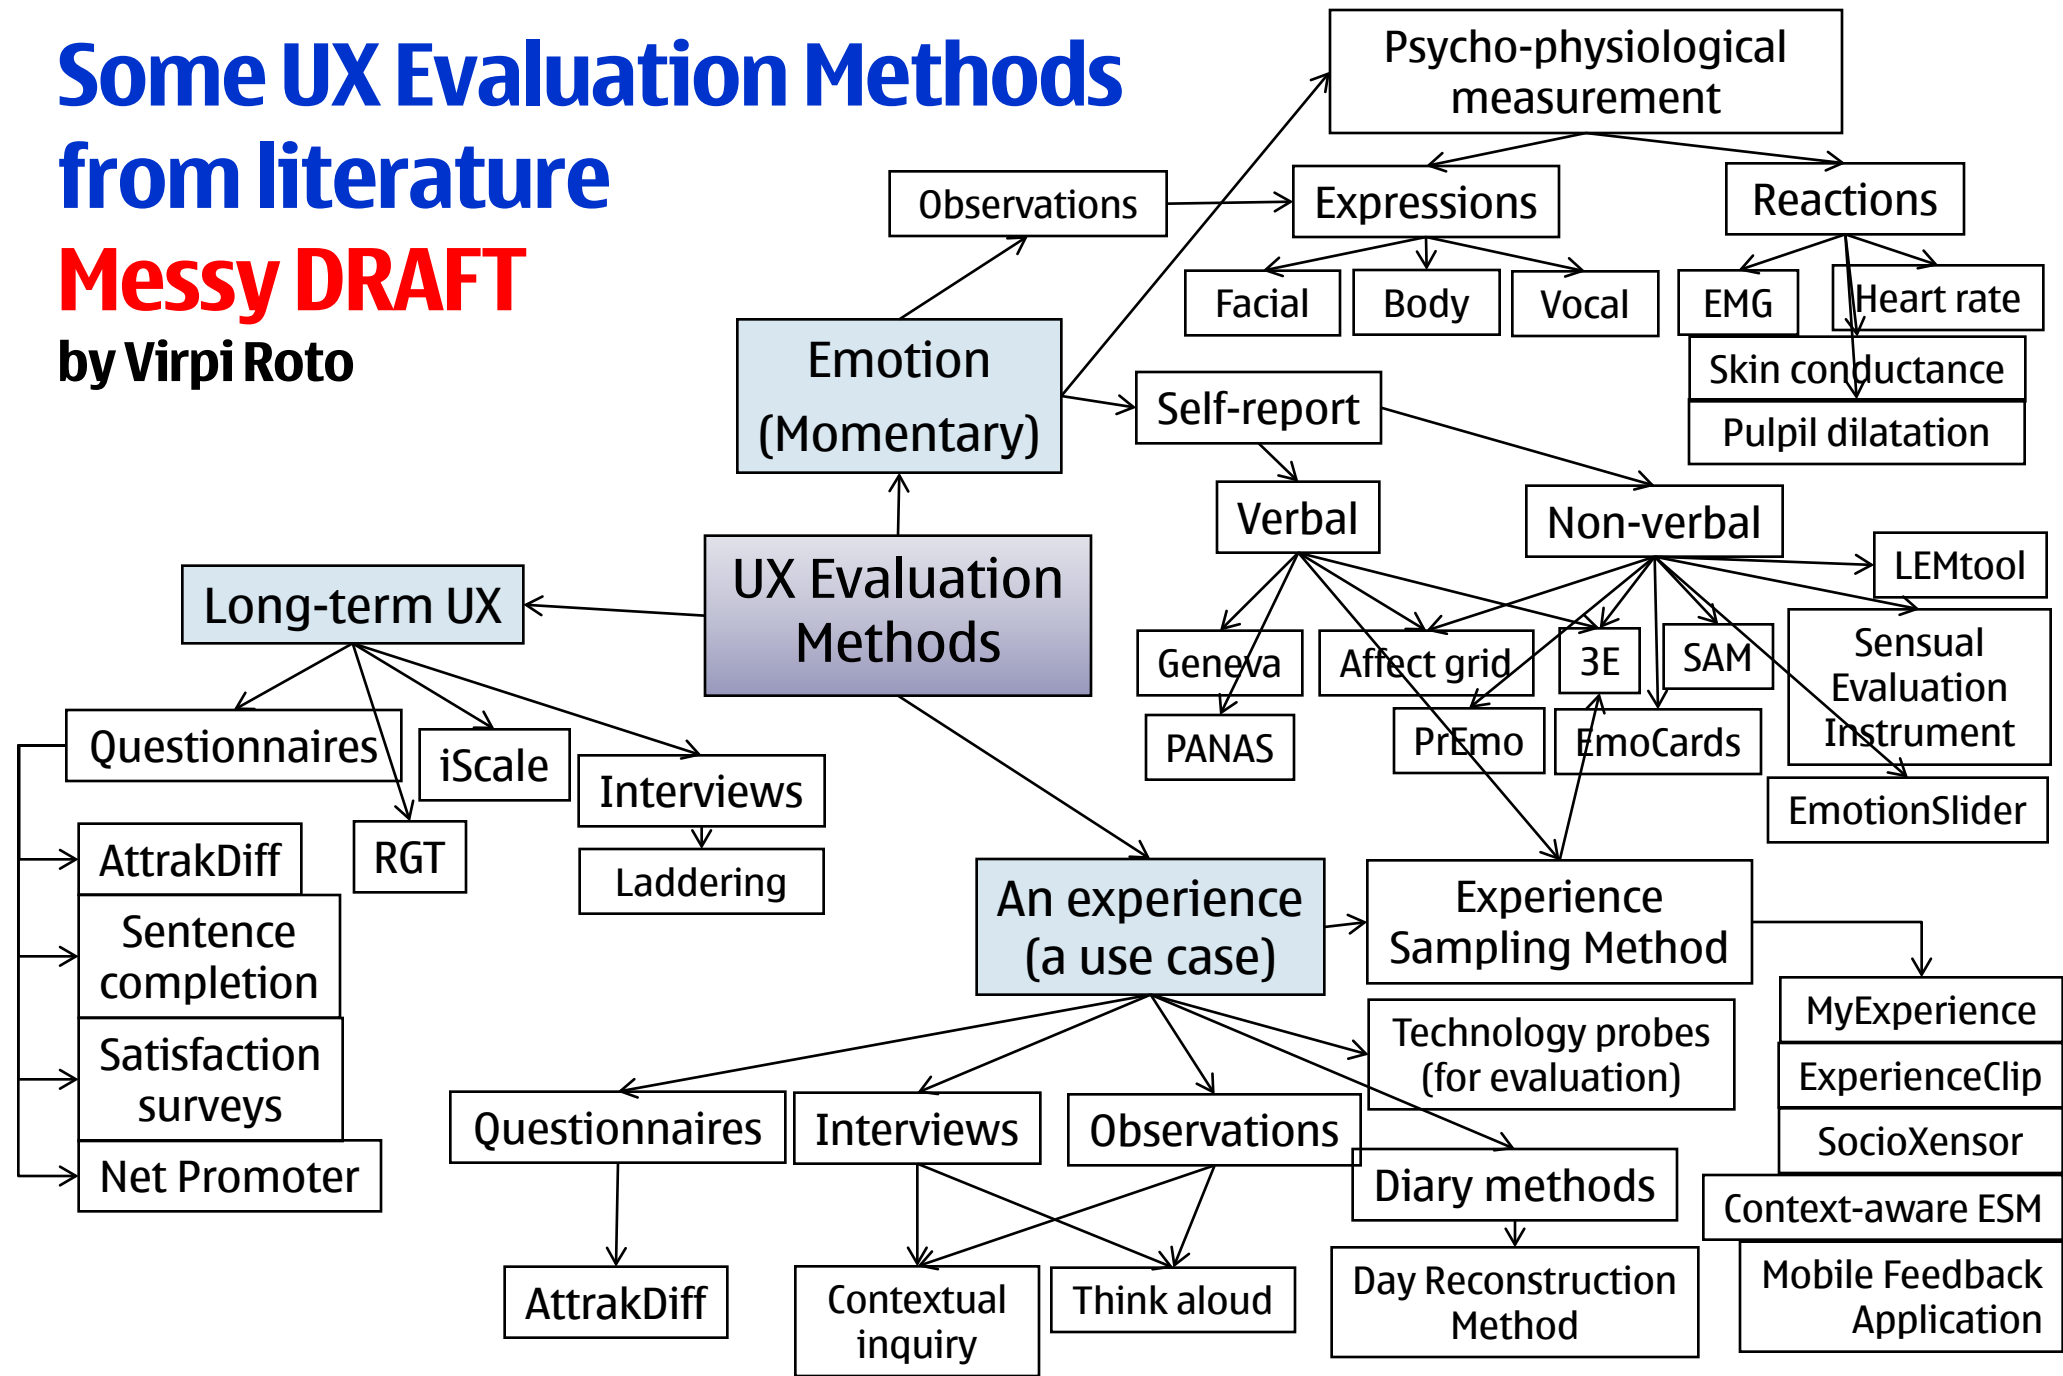 Some UX Evaluation Methods
from literature
Messy DRAFT
by Virpi Roto
Psycho-physiological
measurement
Observations
Expressions
Reactions
Facial
Body
Vocal
EMG
Heart rate
Skin conductance
Pulpil dilatation
Emotion
(Momentary)
Self-report
Verbal
Non-verbal
LEMtool
Geneva
Affect grid
3E
SAM
Sensual
Evaluation
Instrument
PANAS
PrEmo
EmoCards
EmotionSlider
UX Evaluation
Methods
Long-term UX
Questionnaires
iScale
Interviews
RGT
Laddering
AttrakDiff
Sentence
completion
Satisfaction
surveys
Net Promoter
An experience
(a use case)
Experience
Sampling Method
Technology probes
(for evaluation)
MyExperience
ExperienceClip
SocioXensor
Context-aware ESM
Mobile Feedback
Application
Questionnaires
Interviews
Observations
Diary methods
AttrakDiff
Contextual
inquiry
Think aloud
Day Reconstruction
Method